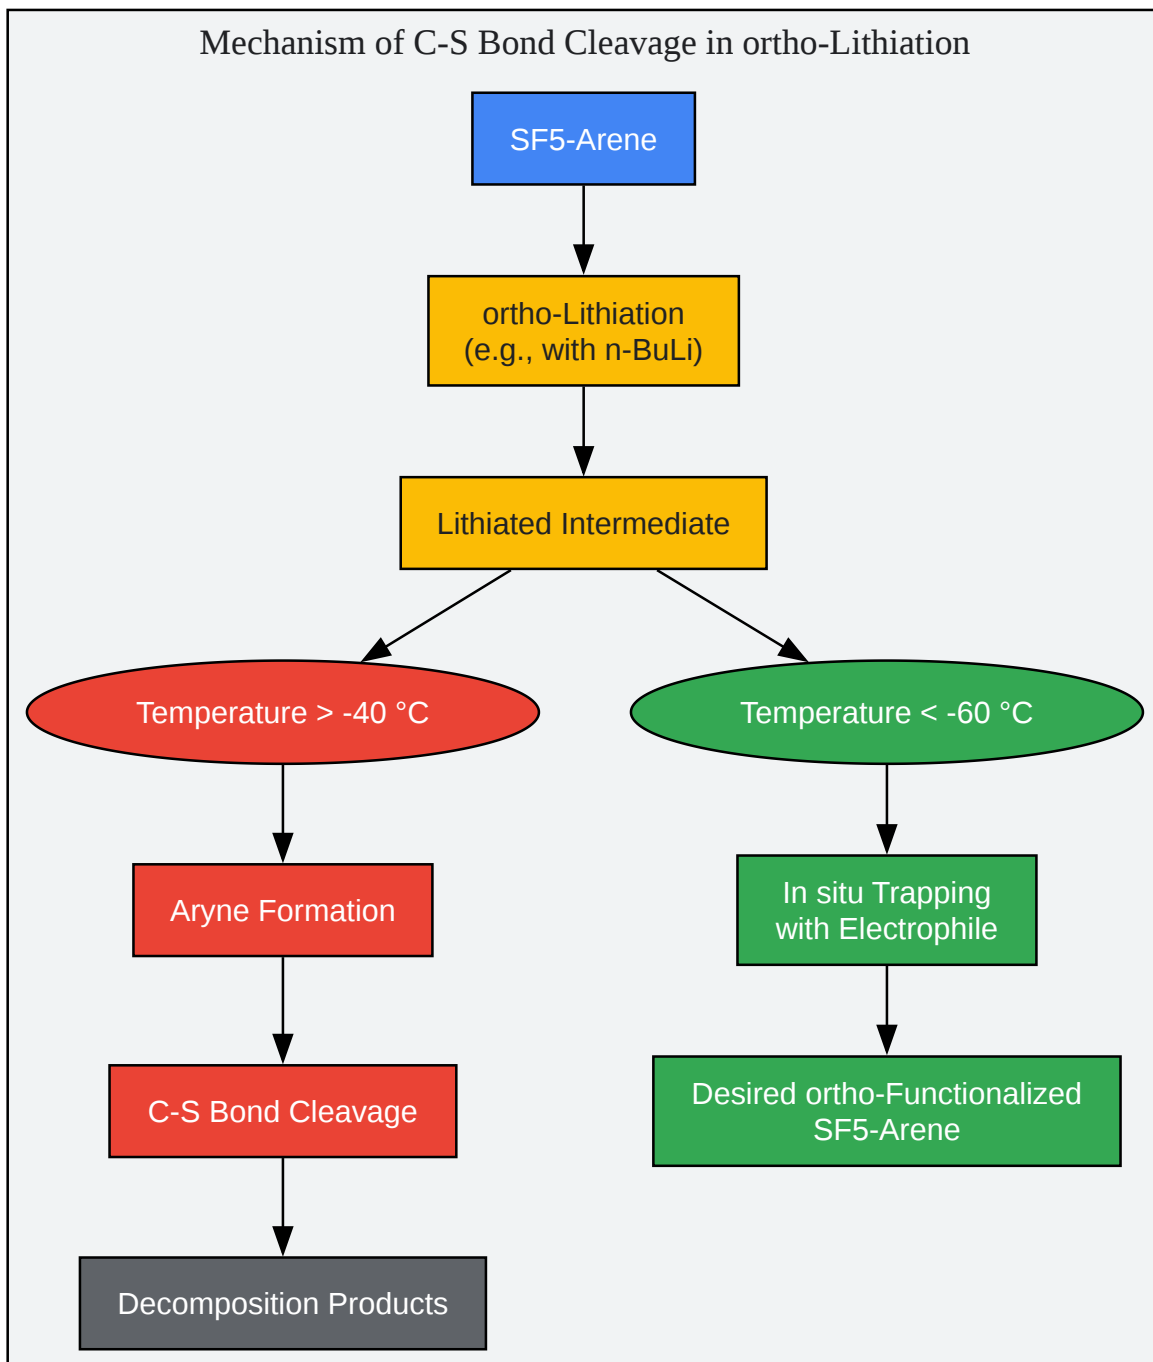 Mechanism of C-S Bond Cleavage in ortho-Lithiation
SF5-Arene
ortho-Lithiation
(e.g., with n-BuLi)
Lithiated Intermediate
Temperature > -40 °C
Temperature < -60 °C
Aryne Formation
In situ Trapping
with Electrophile
C-S Bond Cleavage
Desired ortho-Functionalized
SF5-Arene
Decomposition Products